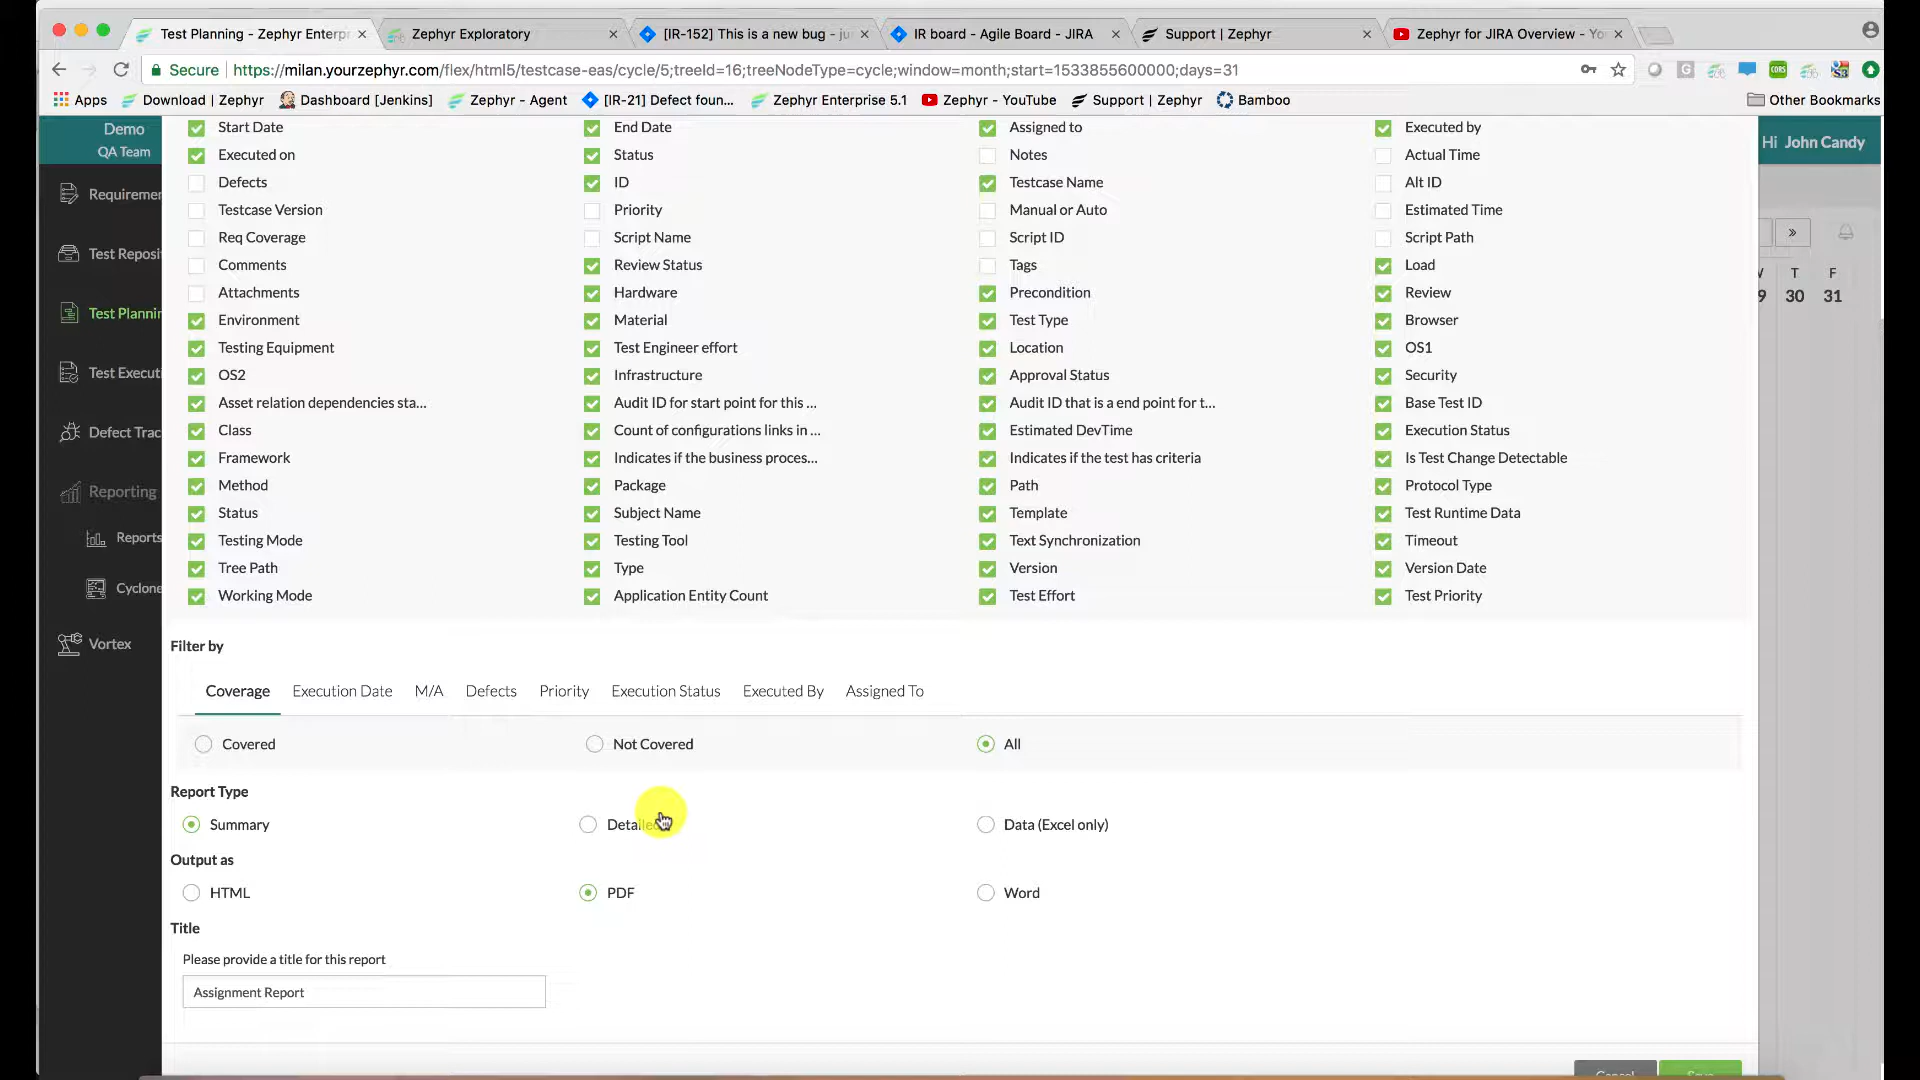 Test Planning - Zephyr Enterp
Zephyr Exploratory
[IR-152] This is a new bug - ju
IR board - Agile Board - JIRA
Support | Zephyr
Zephyr for JIRA Overview - Yo
Secure
https://milan.yourzephyr.com/flex/html5/testcase-eas/cycle/5;treeId=16;treeNodeType=cycle;window=month;start=1533855600000;days=31
Apps
Download | Zephyr
Dashboard [Jenkins]
Zephyr - Agent
[IR-21] Defect foun...
Zephyr Enterprise 5.1
Zephyr - YouTube
Support | Zephyr
Bamboo
Other Bookmarks
Demo
QA Team
Hi John Candy
Requiremen
Test Reposi
Test Plannin
Test Executi
Defect Trac
Reporting
Reports
Cyclone
Vortex
»
T F
9 30 31
Start Date End Date Assigned to Executed by
Executed on Status Notes Actual Time
Defects ID Testcase Name Alt ID
Testcase Version Priority Manual or Auto Estimated Time
Req Coverage Script Name Script ID Script Path
Comments Review Status Tags Load
Attachments Hardware Precondition Review
Environment Material Test Type Browser
Testing Equipment Test Engineer effort Location OS1
OS2 Infrastructure Approval Status Security
Asset relation dependencies sta... Audit ID for start point for this ... Audit ID that is a end point for t... Base Test ID
Class Count of configurations links in ... Estimated DevTime Execution Status
Framework Indicates if the business proces... Indicates if the test has criteria Is Test Change Detectable
Method Package Path Protocol Type
Status Subject Name Template Test Runtime Data
Testing Mode Testing Tool Text Synchronization Timeout
Tree Path Type Version Version Date
Working Mode Application Entity Count Test Effort Test Priority
Filter by
Coverage Execution Date M/A Defects Priority Execution Status Executed By Assigned To
Covered Not Covered All
Report Type
Summary Detailed Data (Excel only)
Output as
HTML PDF Word
Title
Please provide a title for this report
Assignment Report
Cancel Save